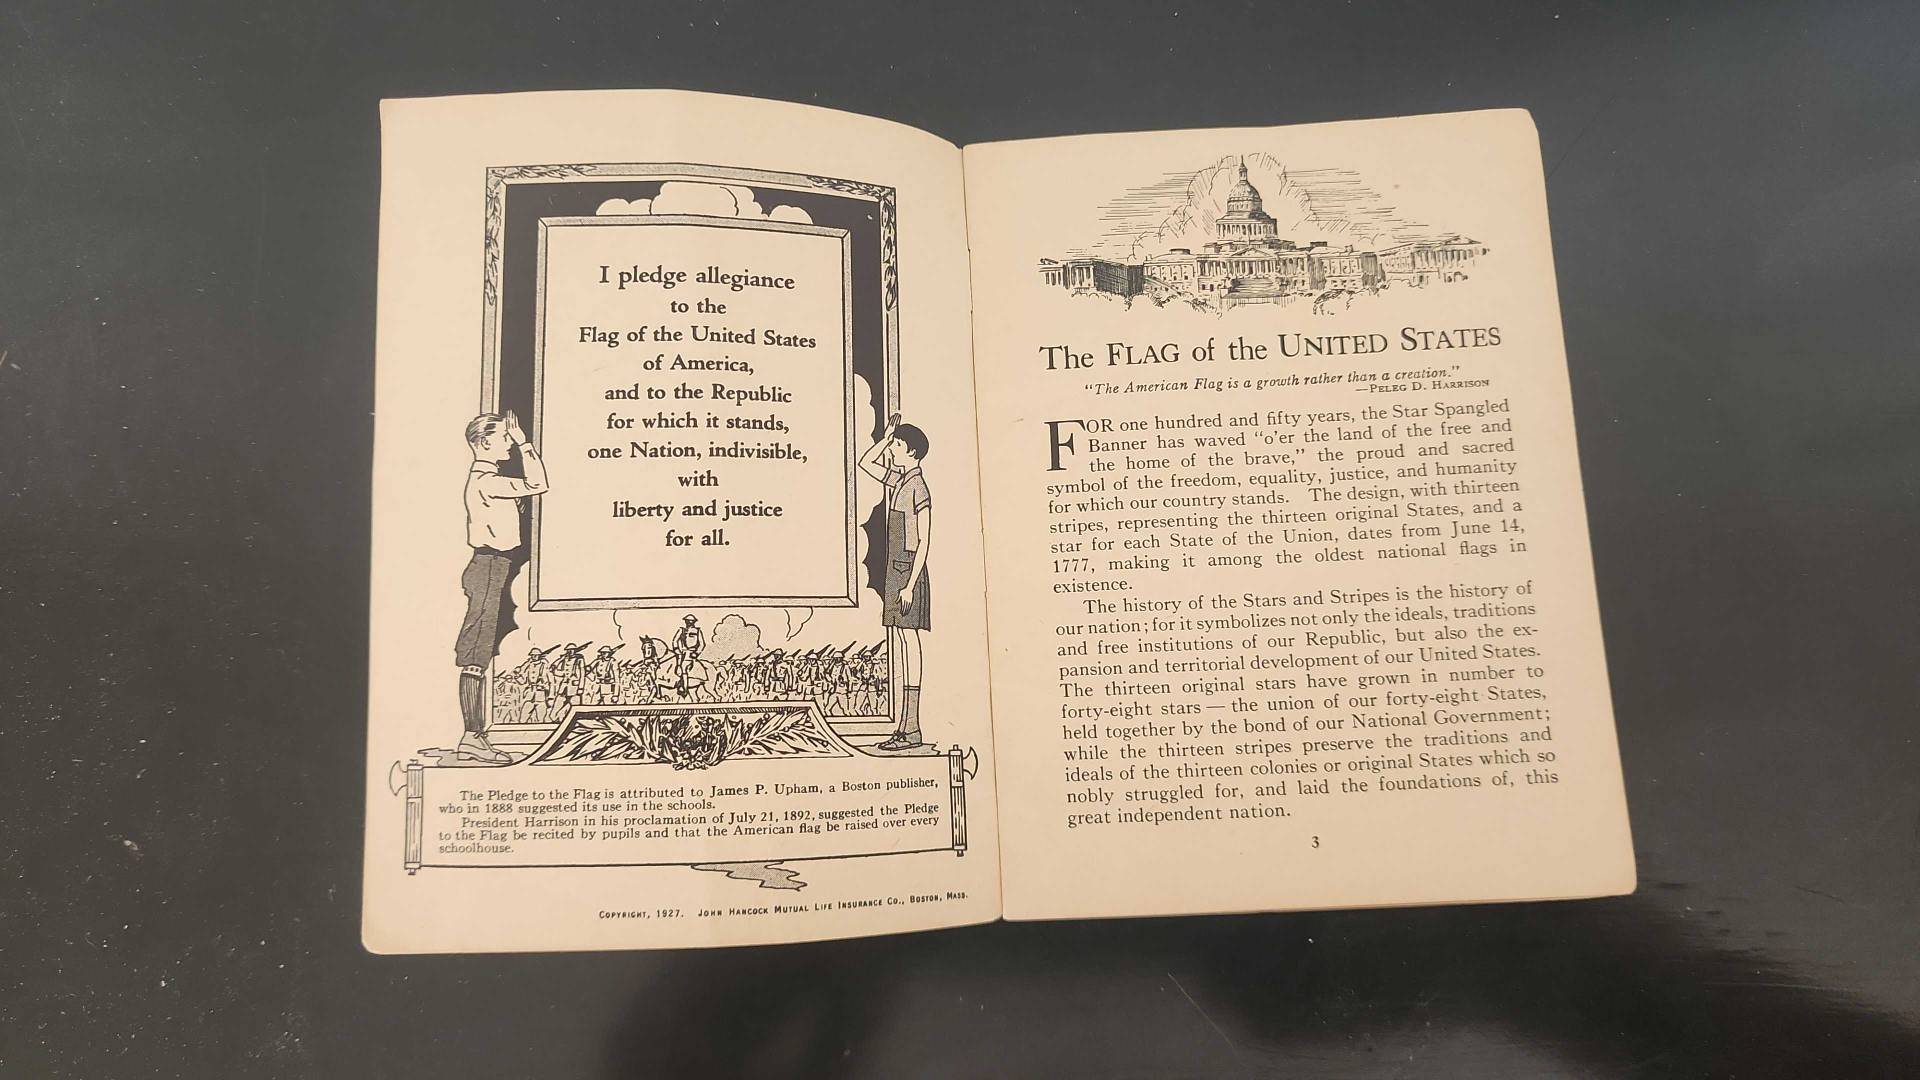 I pledge allegiance
to the
Flag of the United States
of America,
and to the Republic
for which it stands,
one Nation, indivisible,
with
liberty and justice
for all.
The Pledge to the Flag is attributed to James P. Upham, a Boston publisher,
who in 1888 suggested its use in the schools.
President Harrison in his proclamation of July 21, 1892, suggested the Pledge
to the Flag be recited by pupils and that the American flag be raised over every
schoolhouse.
COPYRIGHT, 1927. JOHN HANCOCK MUTUAL LIFE INSURANCE CO., BOSTON, MASS.
The FLAG of the UNITED STATES
"The American Flag is a growth rather than a creation."
—PELEG D. HARRISON
FOR one hundred and fifty years, the Star Spangled
Banner has waved "o'er the land of the free and
the home of the brave," the proud and sacred
symbol of the freedom, equality, justice, and humanity
for which our country stands. The design, with thirteen
stripes, representing the thirteen original States, and a
star for each State of the Union, dates from June 14,
1777, making it among the oldest national flags in
existence.
The history of the Stars and Stripes is the history of
our nation; for it symbolizes not only the ideals, traditions
and free institutions of our Republic, but also the ex-
pansion and territorial development of our United States.
The thirteen original stars have grown in number to
forty-eight stars — the union of our forty-eight States,
held together by the bond of our National Government;
while the thirteen stripes preserve the traditions and
ideals of the thirteen colonies or original States which so
nobly struggled for, and laid the foundations of, this
great independent nation.
3